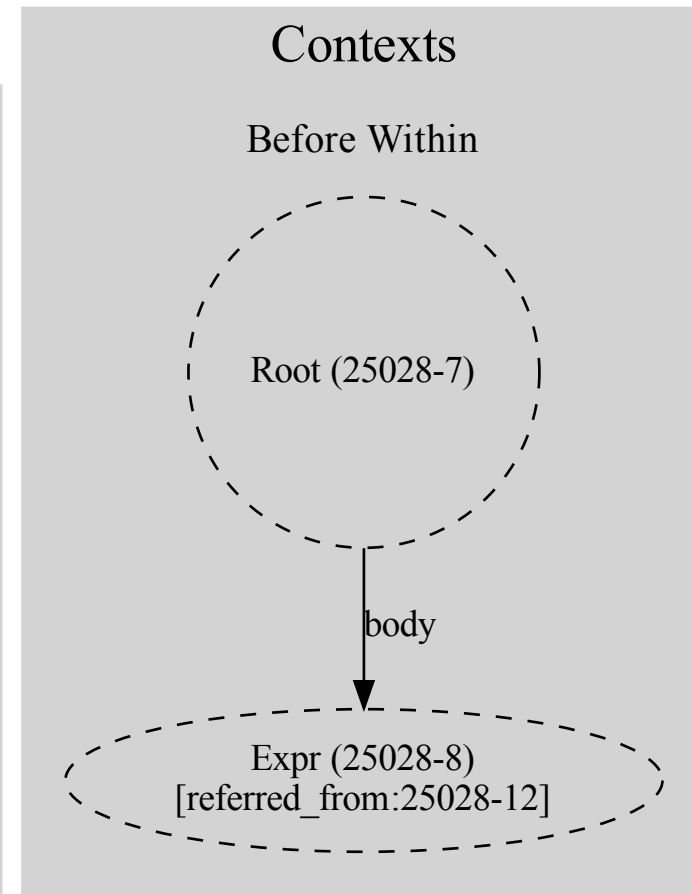 Contexts
Before Within
Root (25028-7)
body
Expr (25028-8)
[referred_from:25028-12]